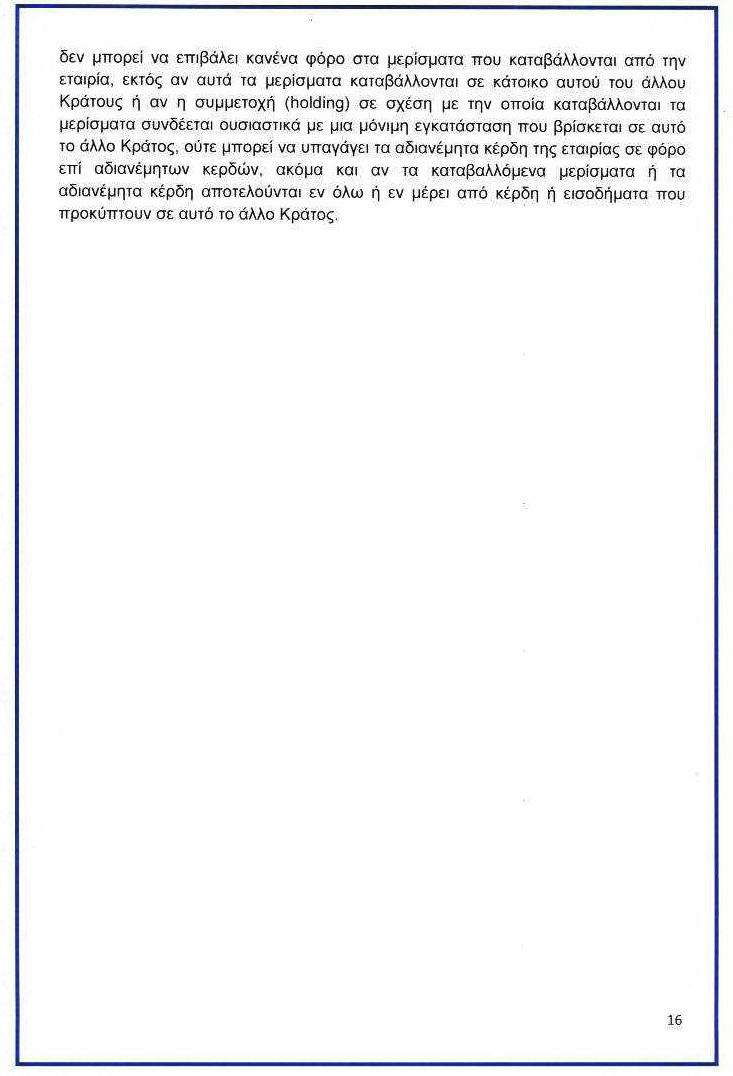 δεν μπορεί να επιβάλει κανένα φόρο στα μερίσματα που καταβάλλονται από την
εταιρία, εκτός αν αυτά τα μερίσματα καταβάλλονται σε κάτοικο αυτού του άλλου
Κράτους ή αν η συμμετοχή (holding) σε σχέση με την οποία καταβάλλονται τα
μερίσματα συνδέεται ουσιαστικά με μια μόνιμη εγκατάσταση που βρίσκεται σε αυτό
το άλλο Κράτος, ούτε μπορεί να υπαγάγει τα αδιανέμητα κέρδη της εταιρίας σε φόρο
επί αδιανέμητων κερδών, ακόμα και αν τα καταβαλλόμενα μερίσματα ή τα
αδιανέμητα κέρδη αποτελούνται εν όλω ή εν μέρει από κέρδη ή εισοδήματα που
προκύπτουν σε αυτό το άλλο Κράτος.
16